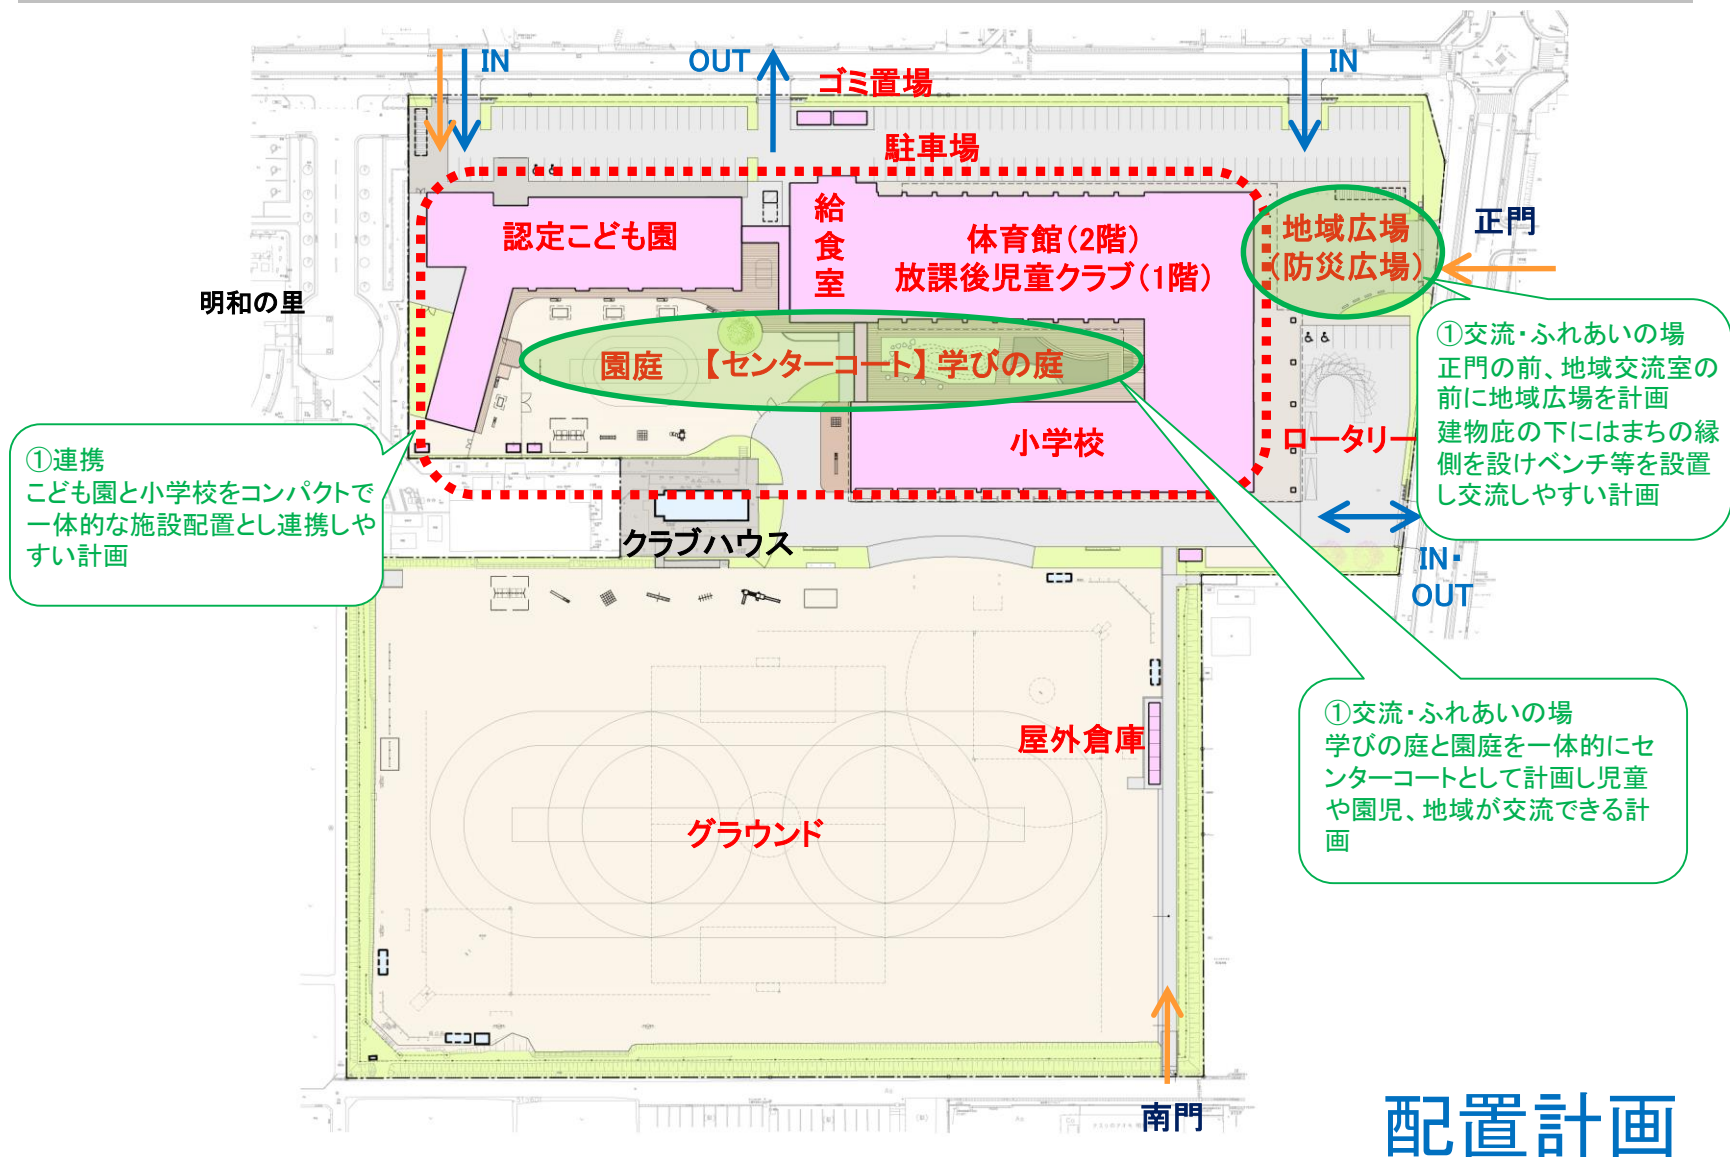 IN
OUT
IN
ゴミ置場
駐車場
正門
認定こども園
給食室
体育館（2階）
放課後児童クラブ（1階）
地域広場
（防災広場）
明和の里
園庭 【センターコート】 学びの庭
小学校
ロータリー
①交流・ふれあいの場
正門の前、地域交流室の
前に地域広場を計画
建物庇の下にはまちの縁
側を設けベンチ等を設置
し交流しやすい計画
①連携
こども園と小学校をコンパクトで
一体的な施設配置とし連携しや
すい計画
クラブハウス
IN・
OUT
①交流・ふれあいの場
学びの庭と園庭を一体的にセ
ンターコートとして計画し児童
や園児、地域が交流できる計
画
屋外倉庫
グラウンド
南門
配置計画